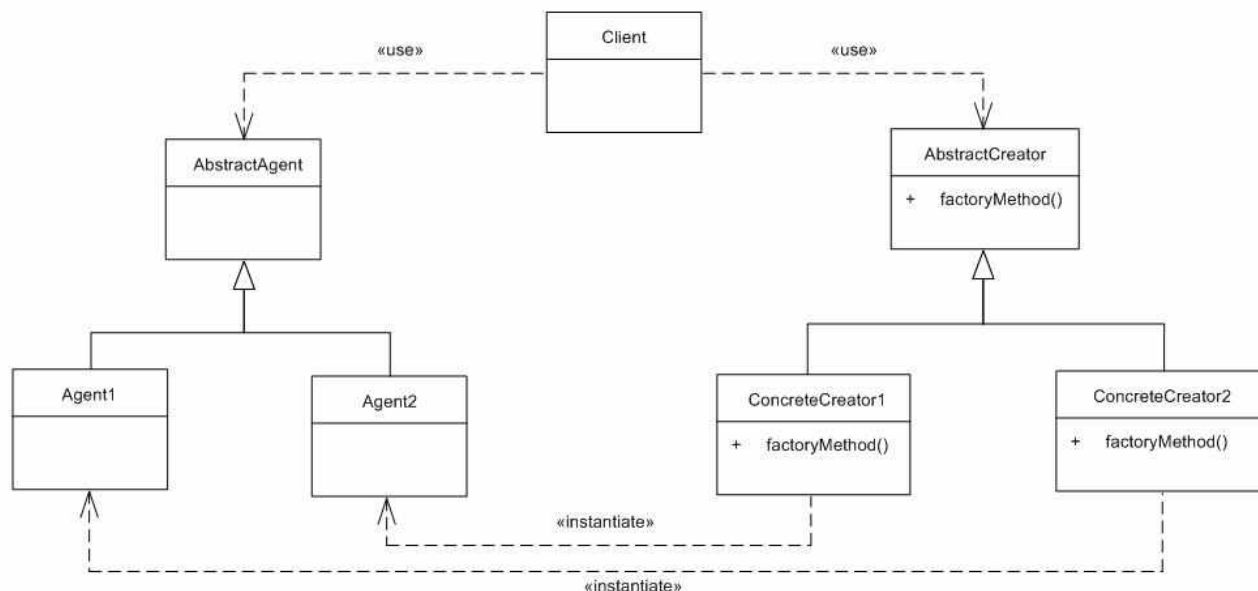 Client
«use»
«use»
AbstractAgent
AbstractCreator
+ factoryMethod()
Agent1
Agent2
ConcreteCreator1
+ factoryMethod()
ConcreteCreator2
+ factoryMethod()
«instantiate»
«instantiate»